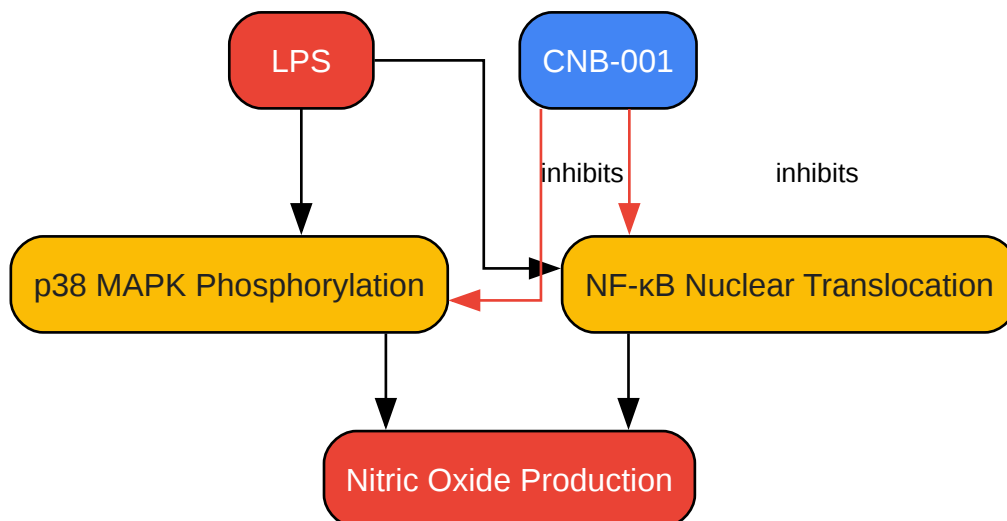 LPS
CNB-001
inhibits
inhibits
p38 MAPK Phosphorylation
NF-κB Nuclear Translocation
Nitric Oxide Production